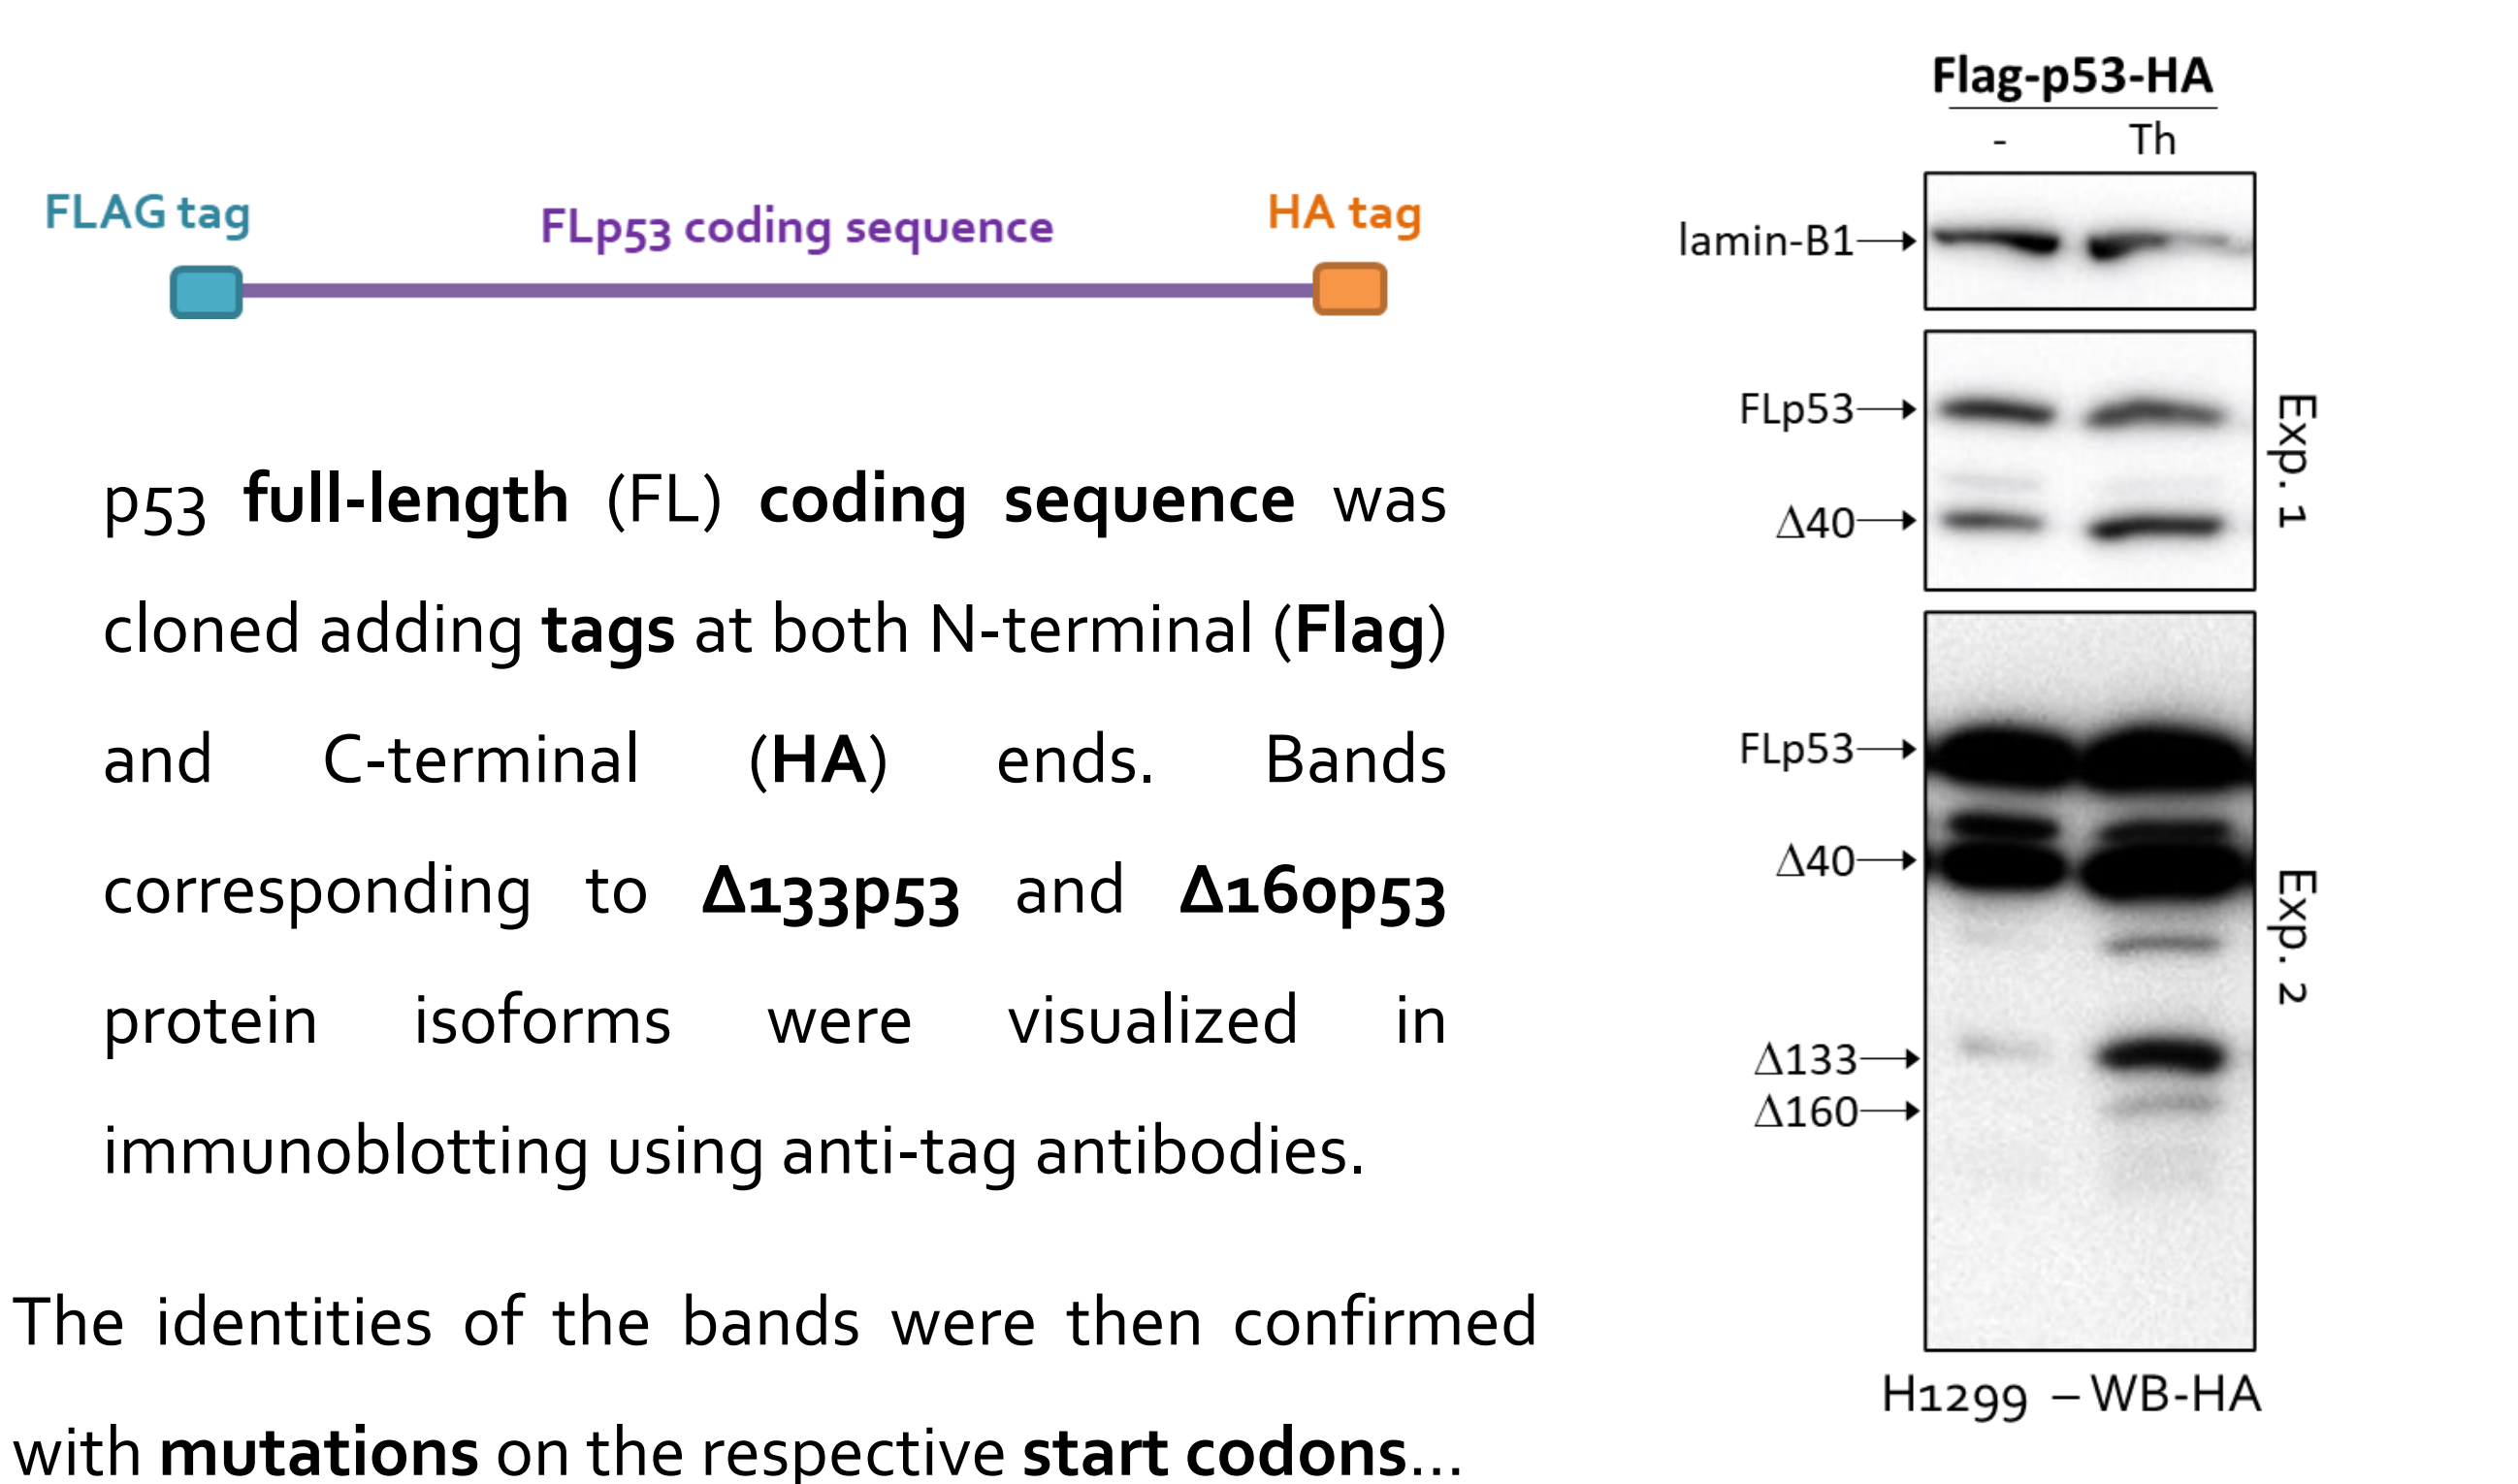 FLAG tag
FLp53 coding sequence
HA tag
p53 full-length (FL) coding sequence was
cloned adding tags at both N-terminal (Flag)
and C-terminal (HA) ends. Bands
corresponding to Δ133p53 and Δ160p53
protein isoforms were visualized in
immunoblotting using anti-tag antibodies.
The identities of the bands were then confirmed
with mutations on the respective start codons...
Flag-p53-HA
- Th
lamin-B1
FLp53
Δ40
Exp. 1
FLp53
Δ40
Δ133
Δ160
Exp. 2
H1299 – WB-HA